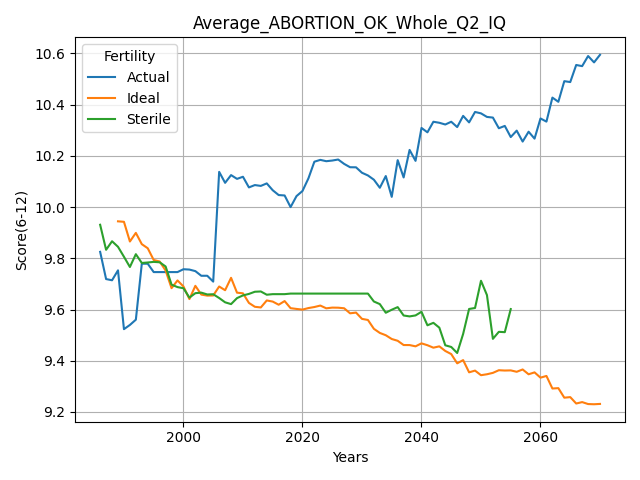 Average_ABORTION_OK_Whole_Q2_IQ
Fertility
Actual
Ideal
Sterile
Score(6-12)
10.6
10.4
10.2
10.0
9.8
9.6
9.4
9.2
2000 2020 2040 2060
Years